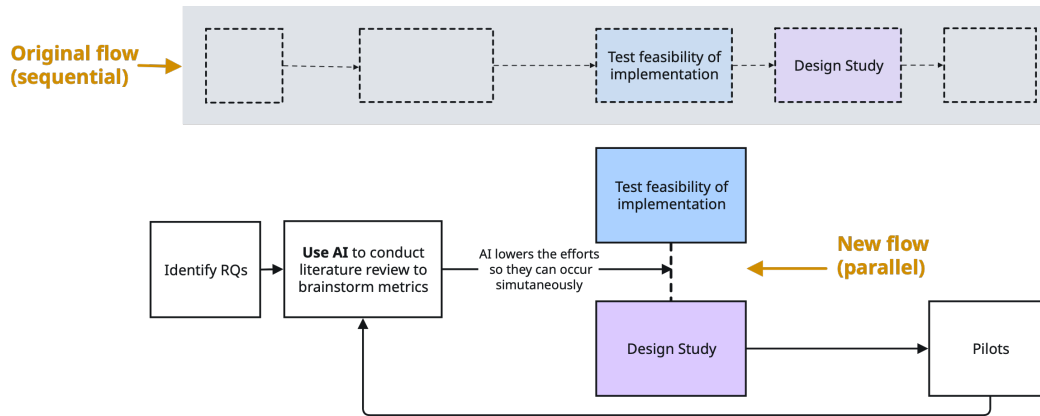 Original flow
(sequential)
Test feasibility of
implementation
Design Study
Test feasibility of
implementation
Identify RQs
Use AI to conduct
literature review to
brainstorm metrics
AI lowers the efforts
so they can occur
simutaneously
New flow
(parallel)
Design Study
Pilots